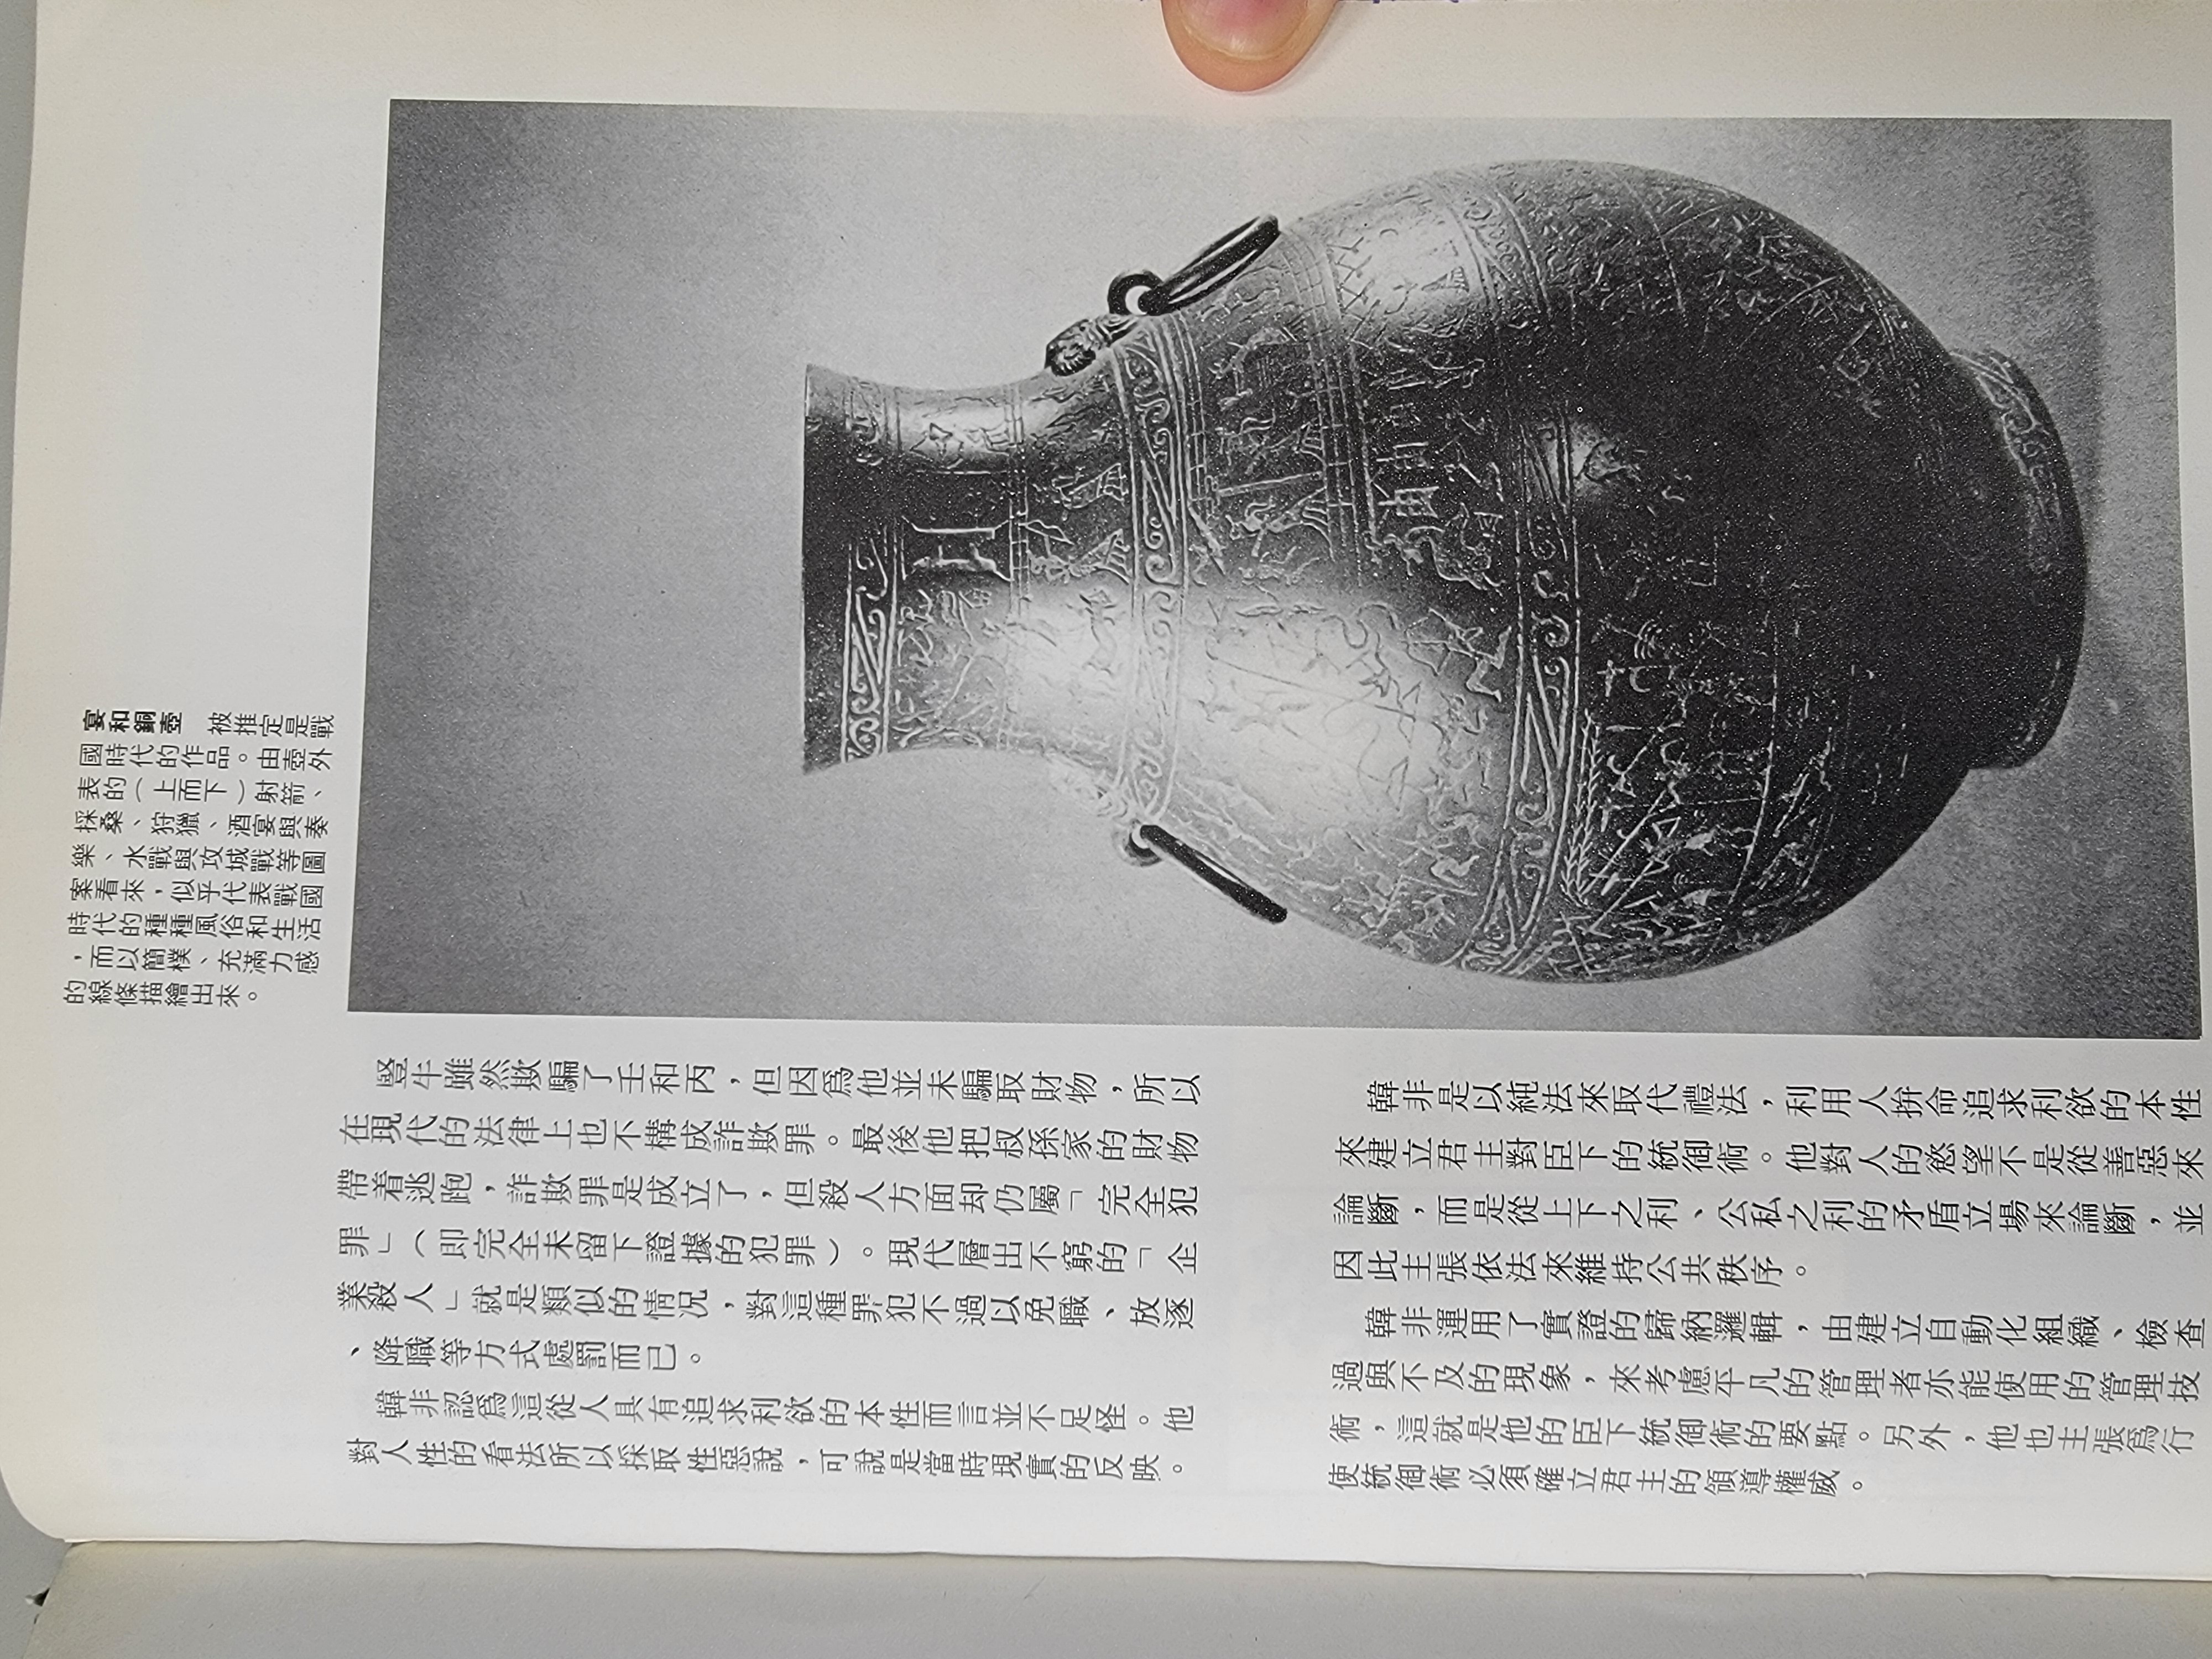 宴和銅壺　被推定是戰
國時代的作品。由壺外
表的（上而下）射箭、
採桑、狩獵、酒宴與奏
樂、水戰與攻城戰等圖
案看來，似乎代表戰國
時代的種種風俗和生活
，而以簡樸、充滿力感
的線條描繪出來。
豎牛雖然欺騙了壬和丙，但因爲他並未騙取財物，所以
在現代的法律上也不構成詐欺罪。最後他把叔孫家的財物
帶着逃跑，詐欺罪是成立了，但殺人方面却仍屬「完全犯
罪」（即完全未留下證據的犯罪）。現代層出不窮的「企
業殺人」就是類似的情況，對這種罪犯不過以免職、放逐
、降職等方式處罰而已。
韓非認爲這從人具有追求利欲的本性而言並不足怪。他
對人性的看法所以採取性惡說，可說是當時現實的反映。
韓非是以純法來取代禮法，利用人拚命追求利欲的本性
來建立君主對臣下的統御術。他對人的慾望不是從善惡來
論斷，而是從上下之利、公私之利的矛盾立場來論斷，並
因此主張依法來維持公共秩序。
韓非運用了實證的歸納邏輯，由建立自動化組織、檢查
過與不及的現象，來考慮平凡的管理者亦能使用的管理技
術，這就是他的臣下統御術的要點。另外，他也主張爲行
使統御術必須確立君主的領導權威。